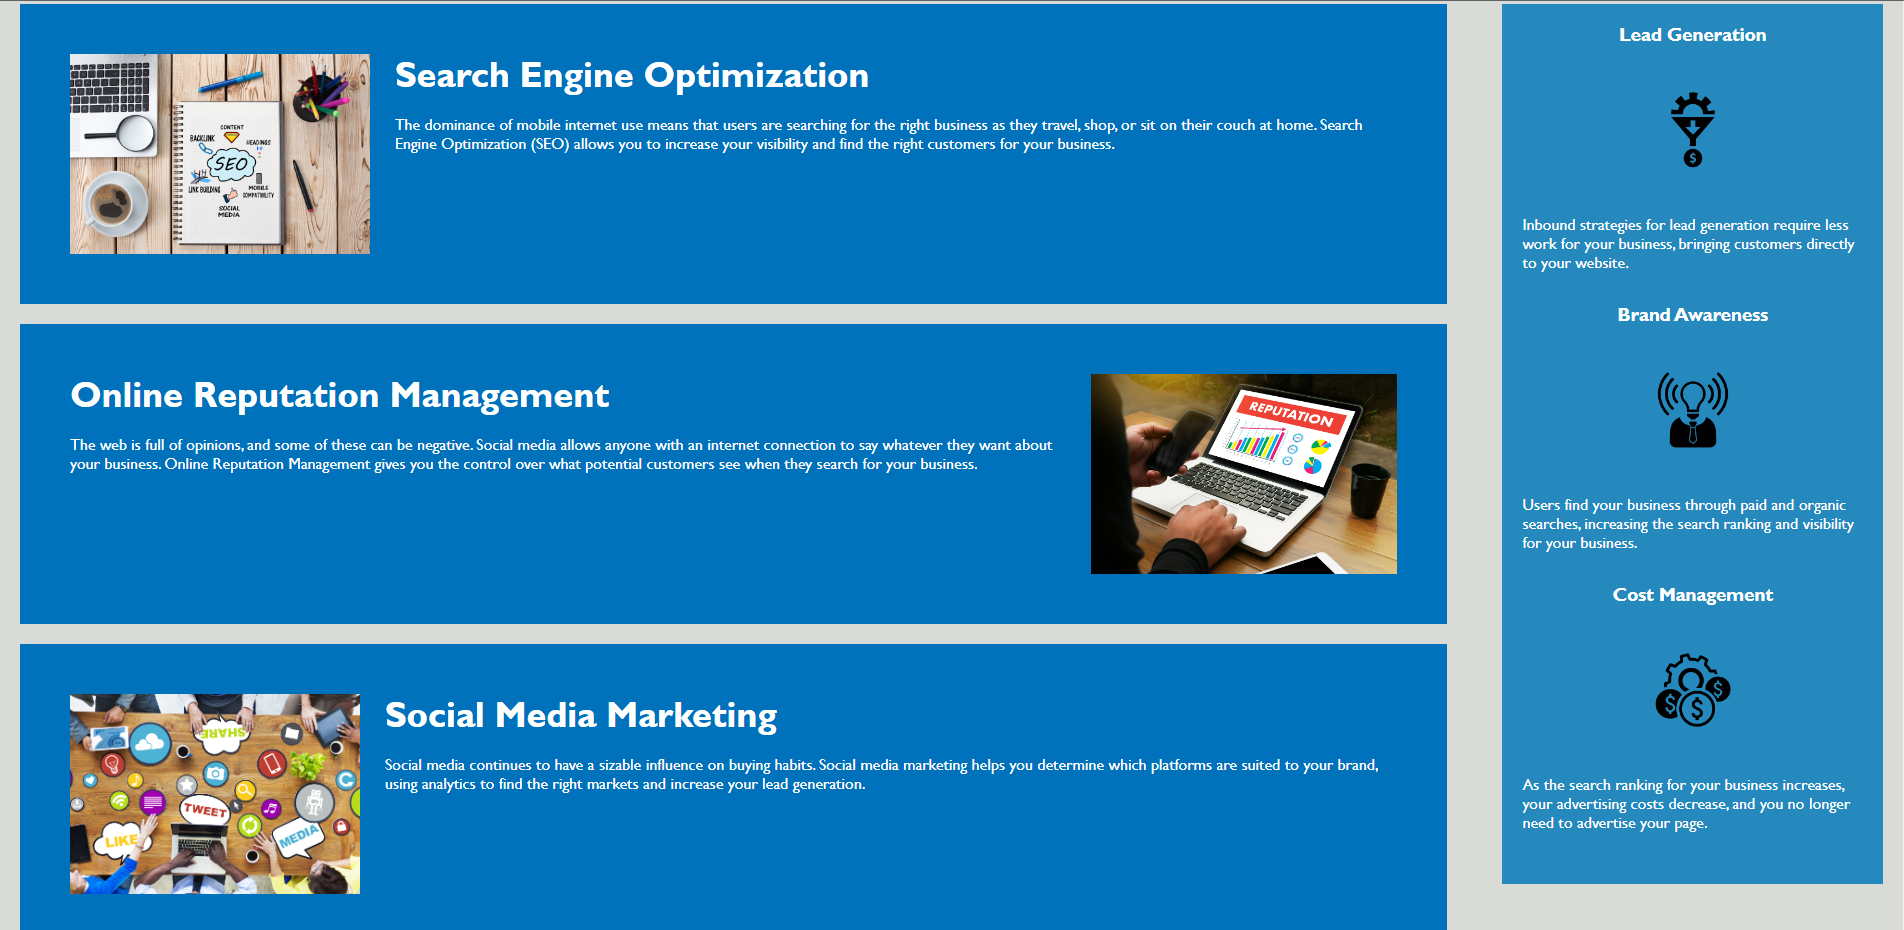 Search Engine Optimization
The dominance of mobile internet use means that users are searching for the right business as they travel, shop, or sit on their couch at home. Search
Engine Optimization (SEO) allows you to increase your visibility and find the right customers for your business.
CONTENT
BACKLINK
HEADINGS
SEO
LINK BUILDING
MOBILE
COMPATIBILITY
SOCIAL
MEDIA
Online Reputation Management
The web is full of opinions, and some of these can be negative. Social media allows anyone with an internet connection to say whatever they want about
your business. Online Reputation Management gives you the control over what potential customers see when they search for your business.
REPUTATION
Social Media Marketing
Social media continues to have a sizable influence on buying habits. Social media marketing helps you determine which platforms are suited to your brand,
using analytics to find the right markets and increase your lead generation.
SHARE
TWEET
LIKE
MEDIA
Lead Generation
$
Inbound strategies for lead generation require less
work for your business, bringing customers directly
to your website.
Brand Awareness
Users find your business through paid and organic
searches, increasing the search ranking and visibility
for your business.
Cost Management
$ $ $
As the search ranking for your business increases,
your advertising costs decrease, and you no longer
need to advertise your page.